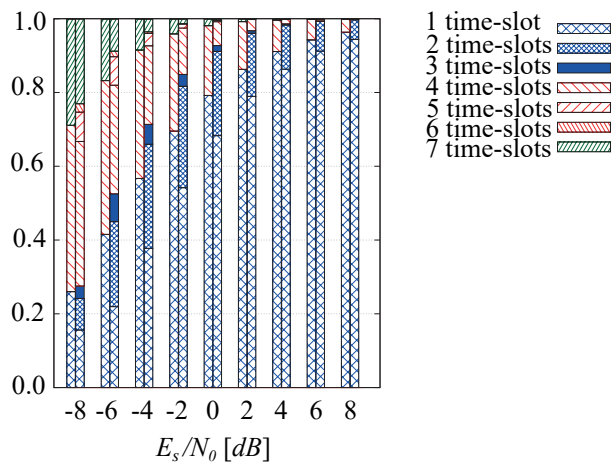 1.0
0.8
0.6
0.4
0.2
0.0
-8 -6 -4 -2 0 2 4 6 8
E_s/N_0 [dB]
1 time-slot
2 time-slots
3 time-slots
4 time-slots
5 time-slots
6 time-slots
7 time-slots